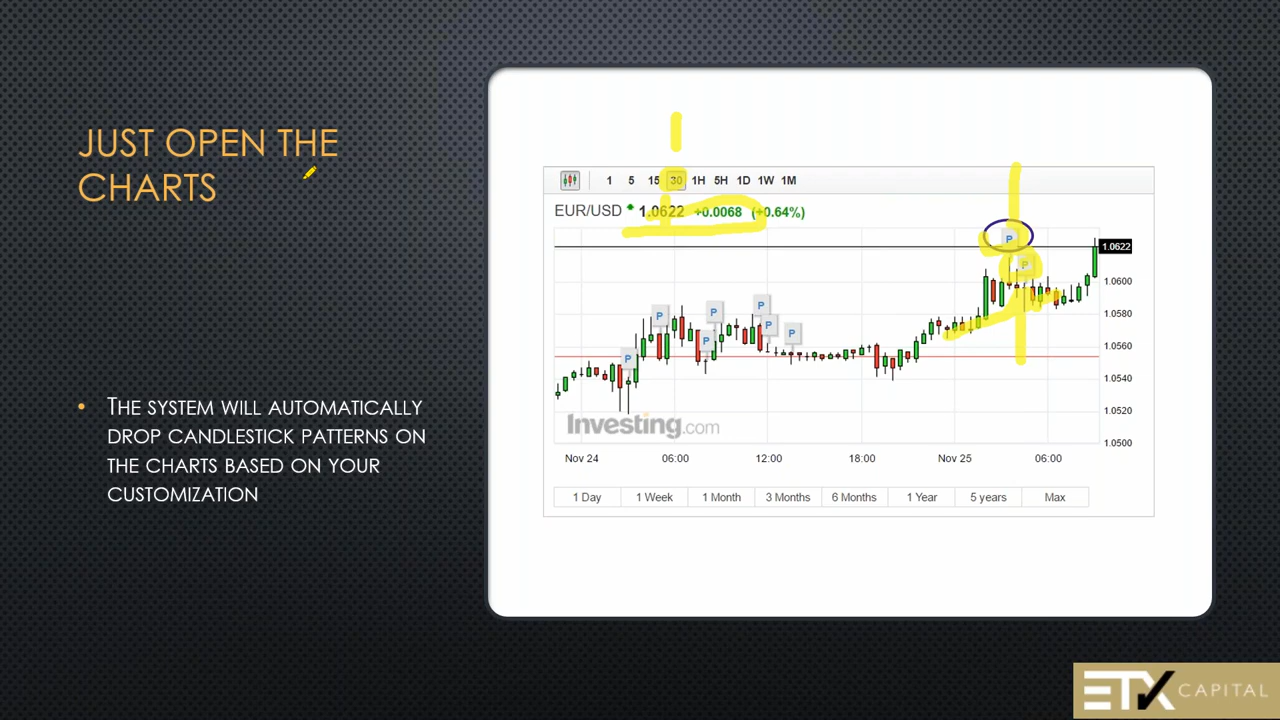 JUST OPEN THE
CHARTS
• THE SYSTEM WILL AUTOMATICALLY
DROP CANDLESTICK PATTERNS ON
THE CHARTS BASED ON YOUR
CUSTOMIZATION
1 5 15 30 1H 5H 1D 1W 1M
EUR/USD 1.0622 +0.0068 (+0.64%)
P
1.0622
P
1.0600
P
P
P
1.0580
P
P
P
P
1.0560
P
1.0540
1.0520
Investing.com
1.0500
Nov 24 06:00 12:00 18:00 Nov 25 06:00
1 Day 1 Week 1 Month 3 Months 6 Months 1 Year 5 years Max
ETX CAPITAL